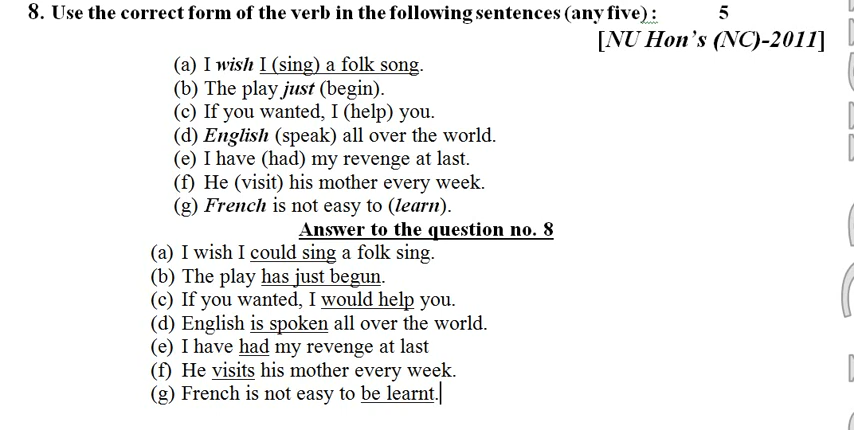 8. Use the correct form of the verb in the following sentences (any five) : 5
[NU Hon's (NC)-2011]
(a) I wish I (sing) a folk song.
(b) The play just (begin).
(c) If you wanted, I (help) you.
(d) English (speak) all over the world.
(e) I have (had) my revenge at last.
(f) He (visit) his mother every week.
(g) French is not easy to (learn).
Answer to the question no. 8
(a) I wish I could sing a folk sing.
(b) The play has just begun.
(c) If you wanted, I would help you.
(d) English is spoken all over the world.
(e) I have had my revenge at last
(f) He visits his mother every week.
(g) French is not easy to be learnt.